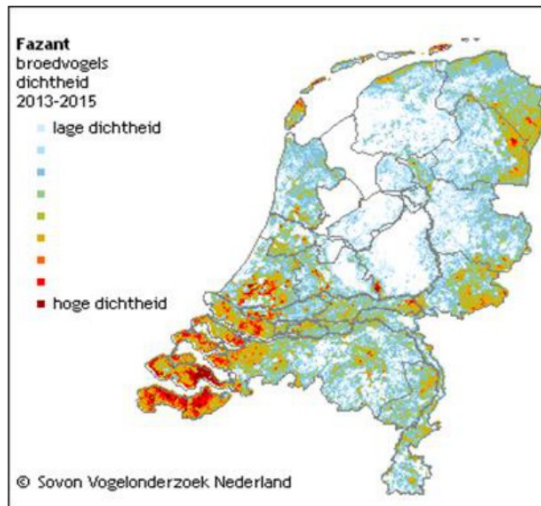 Fazant
broedvogels
dichtheid
2013-2015
lage dichtheid
hoge dichtheid
© Sovon Vogelonderzoek Nederland